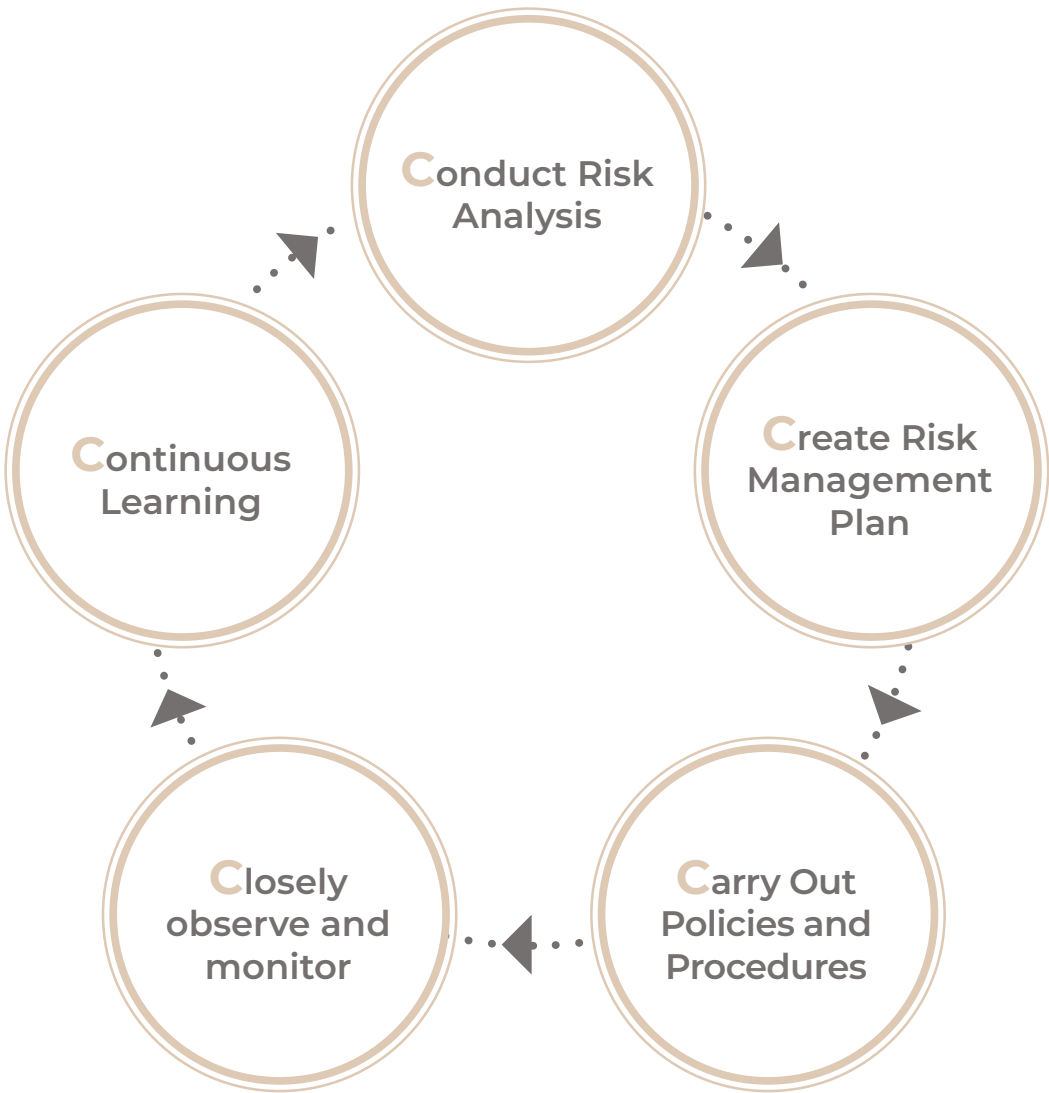 Conduct Risk
Analysis
Create Risk
Management
Plan
Carry Out
Policies and
Procedures
Closely
observe and
monitor
Continuous
Learning